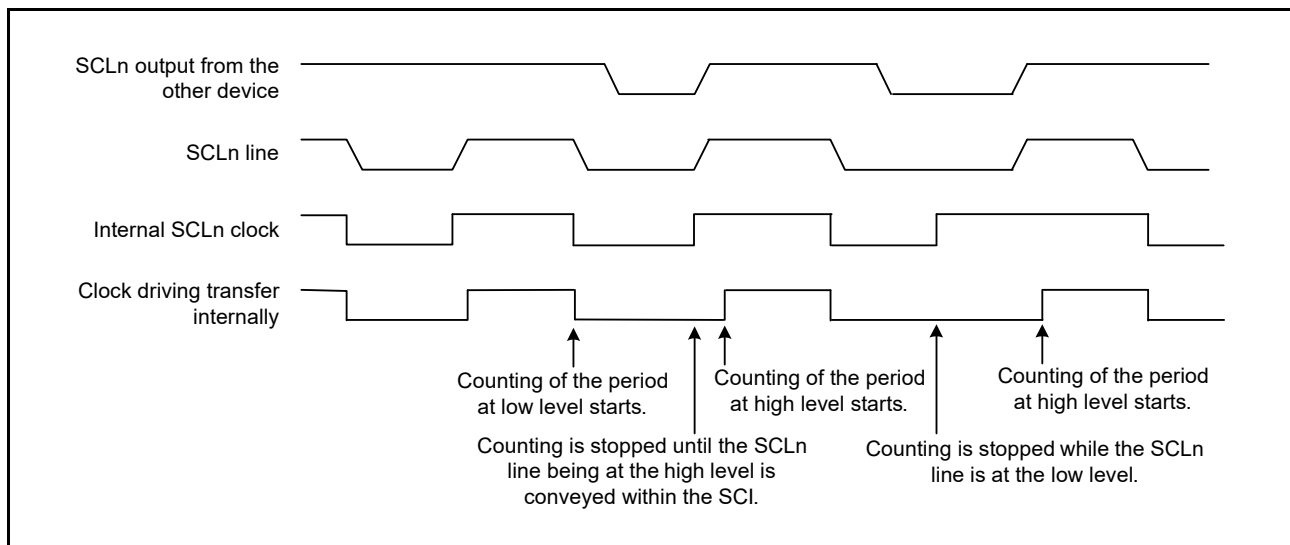 SCLn output from the
other device
SCLn line
Internal SCLn clock
Clock driving transfer
internally
Counting of the period
at low level starts.
Counting of the period
at high level starts.
Counting of the period
at high level starts.
Counting is stopped until the SCLn
line being at the high level is
conveyed within the SCI.
Counting is stopped while the SCLn
line is at the low level.